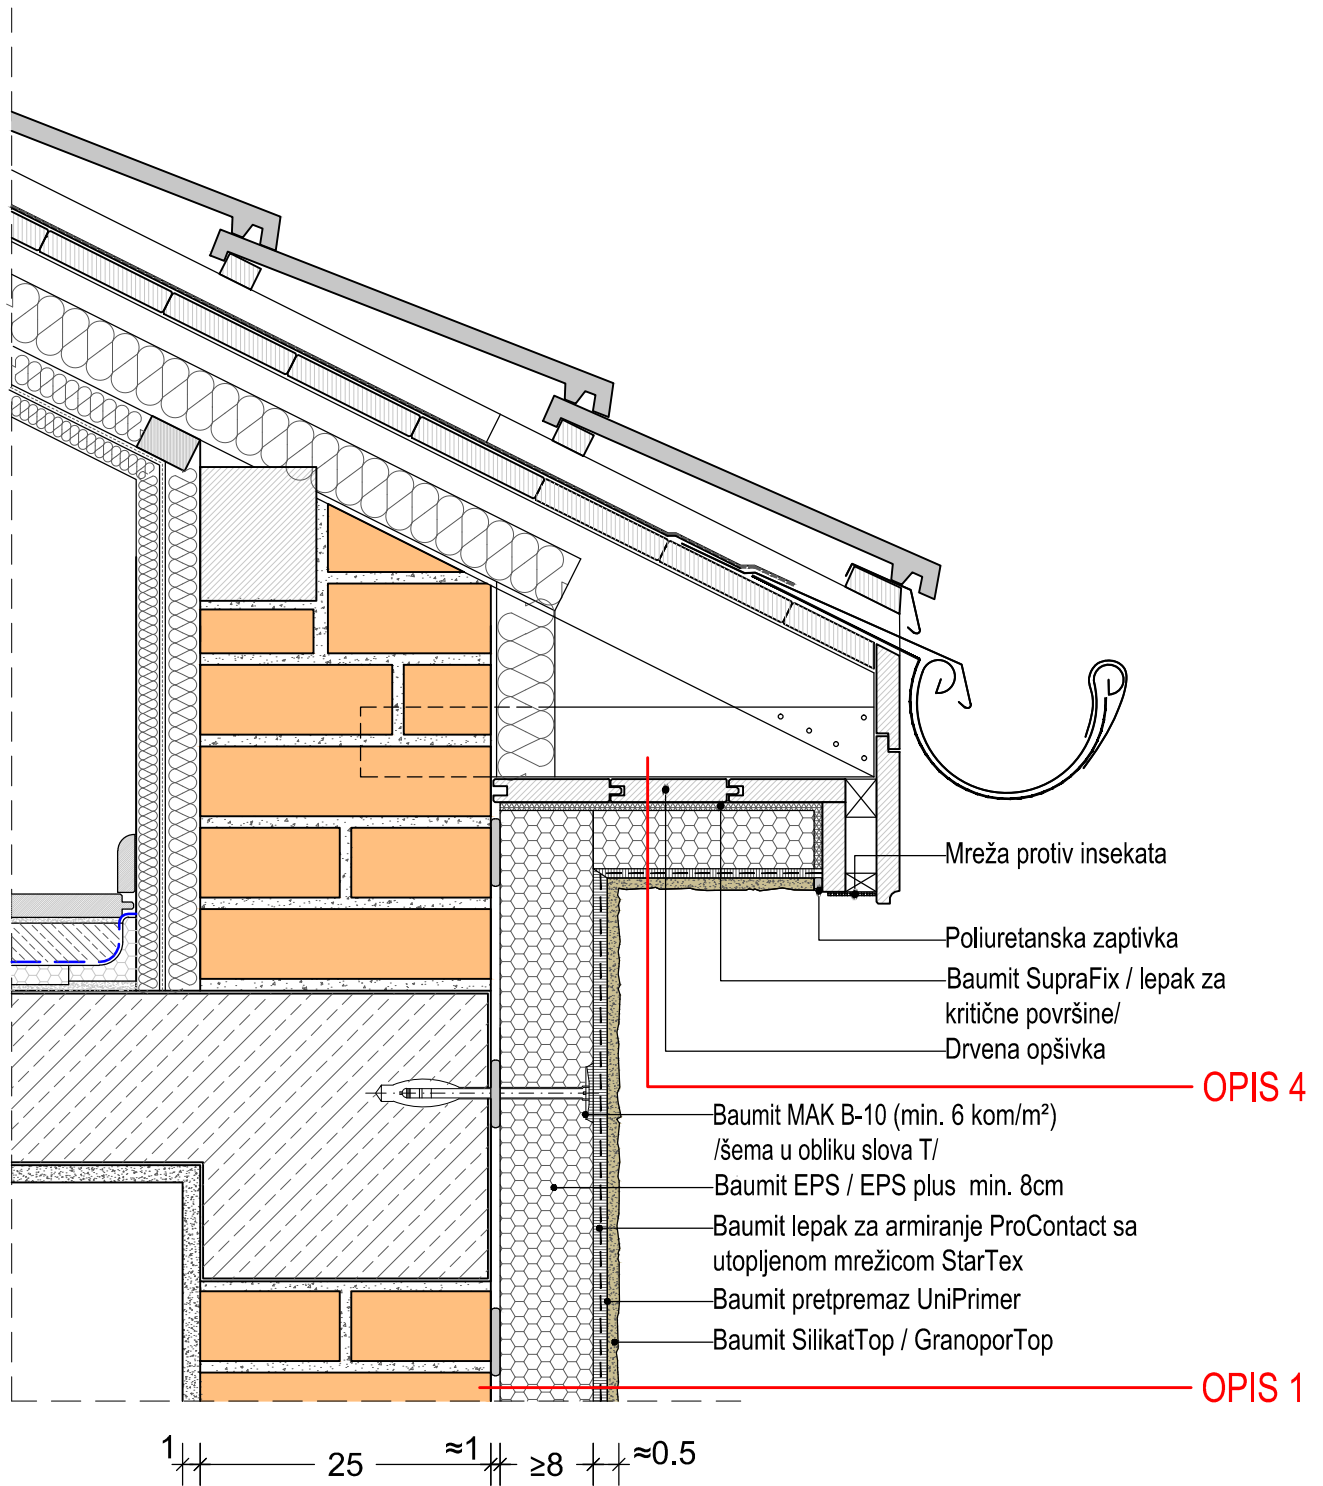 Mreža protiv insekata
Poliuretanska zaptivka
Baumit SupraFix / lepak za
kritične površine/
Drvena opšivka
OPIS 4
Baumit MAK B-10 (min. 6 kom/m²)
/šema u obliku slova T/
Baumit EPS / EPS plus  min. 8cm
Baumit lepak za armiranje ProContact sa
utopljenom mrežicom StarTex
Baumit pretpremaz UniPrimer
Baumit SilikatTop / GranoporTop
OPIS 1
1 25 ≈1 ≥8 ≈0.5